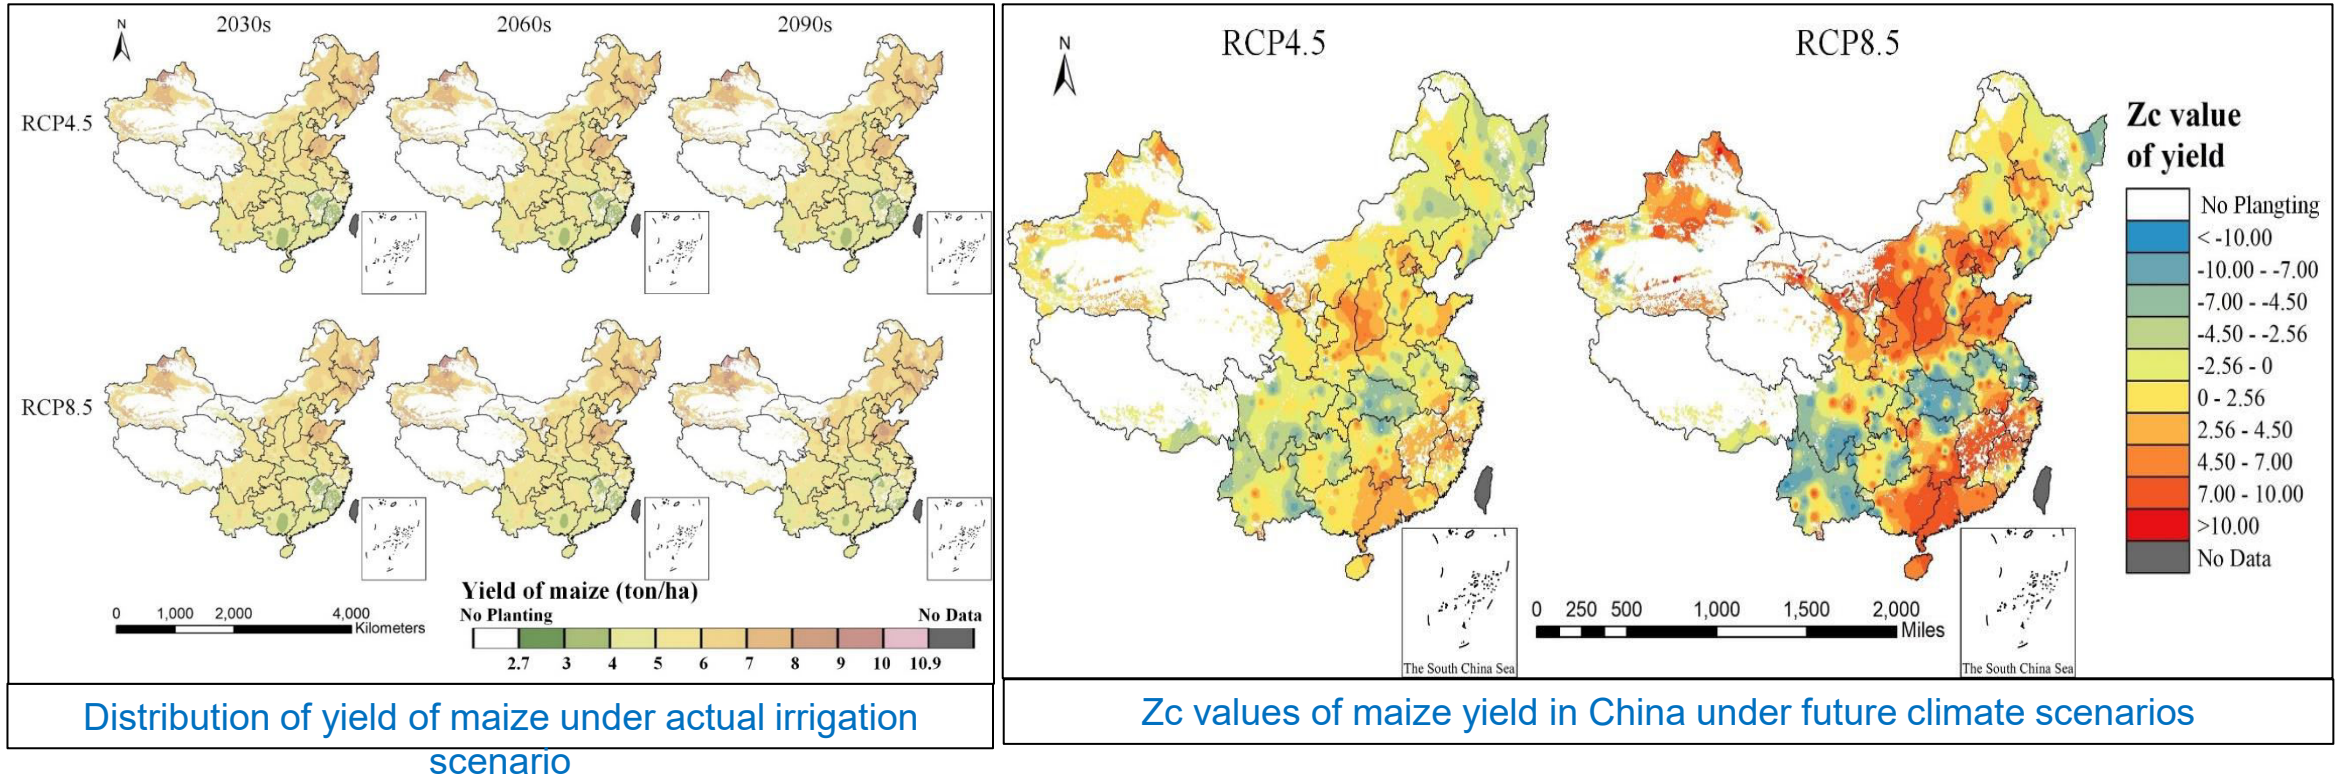 N
2030s
2060s
2090s
RCP4.5
RCP8.5
Yield of maize (ton/ha)
No Planting
No Data
2.7 3 4 5 6 7 8 9 10 10.9
0 1,000 2,000 4,000
Kilometers
Distribution of yield of maize under actual irrigation
scenario
N
RCP4.5
RCP8.5
Zc value
of yield
No Plangting
< -10.00
-10.00 - -7.00
-7.00 - -4.50
-4.50 - -2.56
-2.56 - 0
0 - 2.56
2.56 - 4.50
4.50 - 7.00
7.00 - 10.00
>10.00
No Data
0 250 500 1,000 1,500 2,000
Miles
The South China Sea
The South China Sea
Zc values of maize yield in China under future climate scenarios